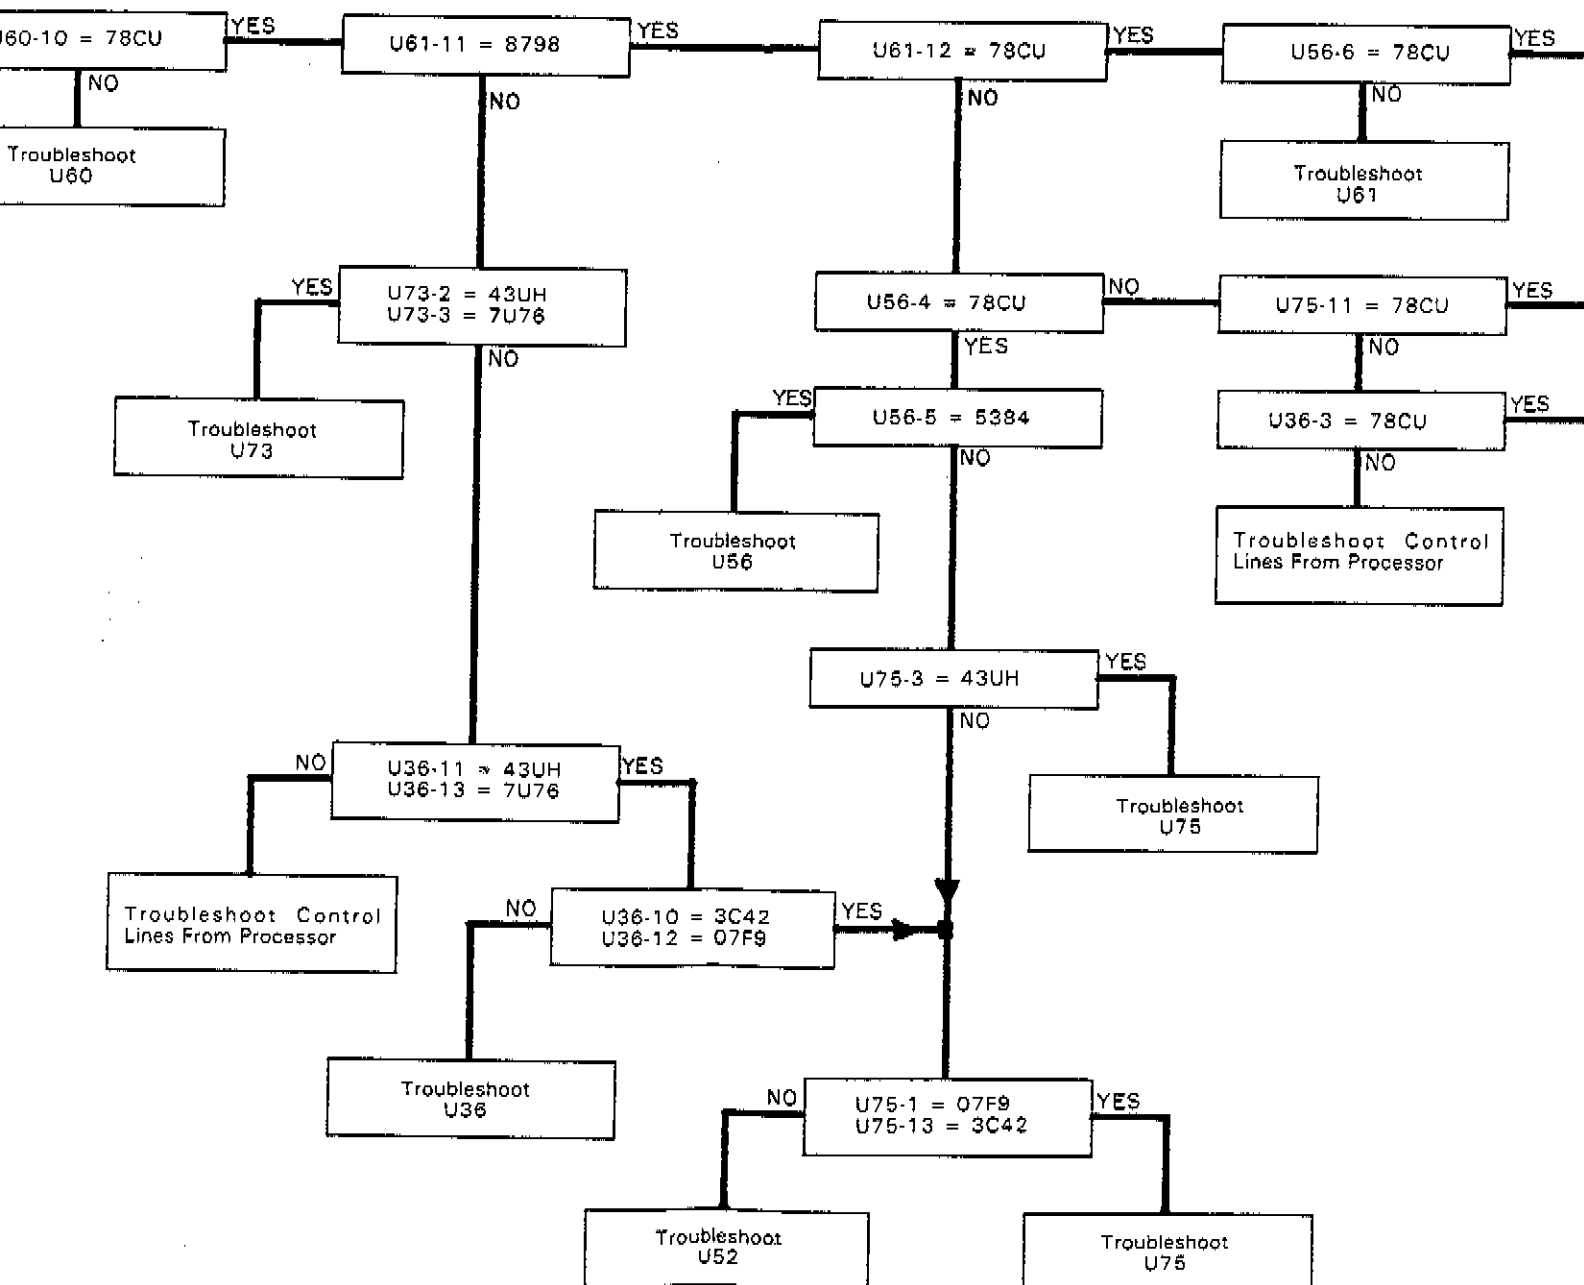 U60-10 = 78CU
YES
U61-11 = 8798
YES
U61-12 = 78CU
YES
U56-6 = 78CU
YES
NO
NO
NO
NO
Troubleshoot
U60
Troubleshoot
U61
YES
U73-2 = 43UH
U73-3 = 7U76
NO
U56-4 = 78CU
NO
YES
U75-11 = 78CU
YES
NO
Troubleshoot
U73
YES
U56-5 = 5384
NO
U36-3 = 78CU
YES
NO
Troubleshoot
U56
Troubleshoot Control
Lines From Processor
U75-3 = 43UH
YES
NO
NO
U36-11 = 43UH
U36-13 = 7U76
YES
Troubleshoot
U75
Troubleshoot Control
Lines From Processor
NO
U36-10 = 3C42
U36-12 = 07F9
YES
Troubleshoot
U36
NO
U75-1 = 07F9
U75-13 = 3C42
YES
Troubleshoot
U52
Troubleshoot
U75